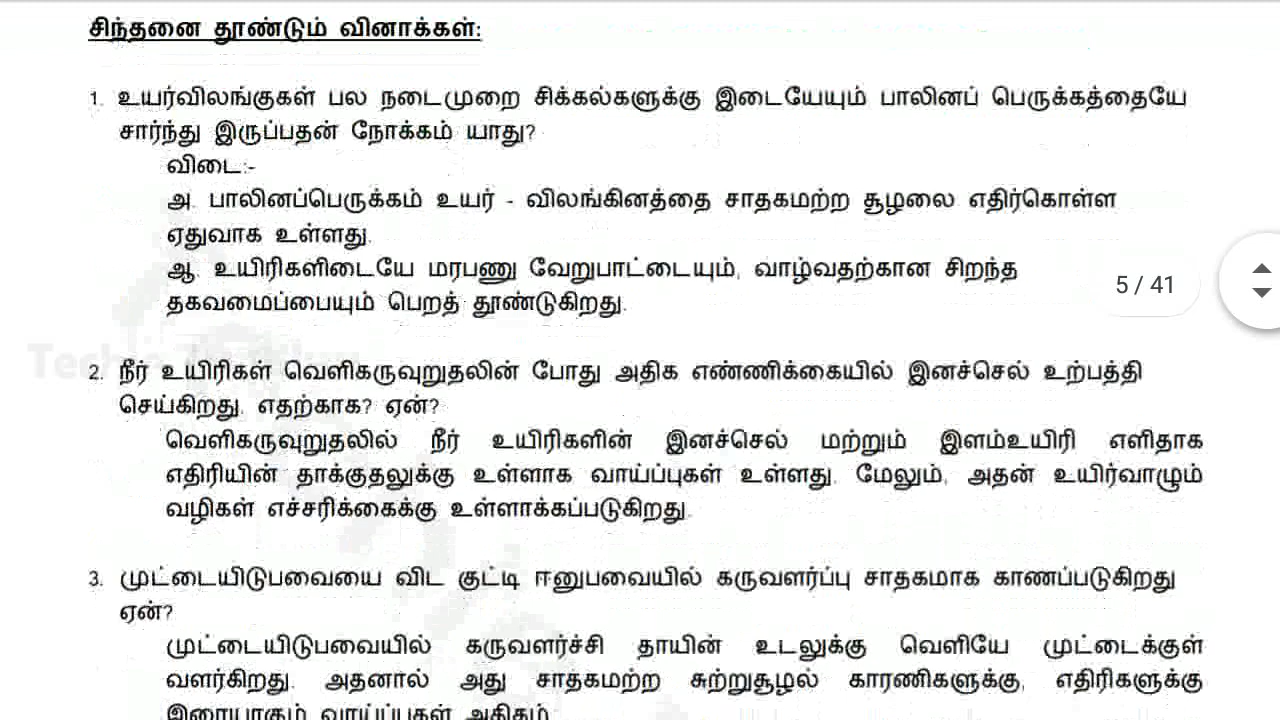 சிந்தனை தூண்டும் வினாக்கள்:
1. உயர்விலங்குகள் பல நடைமுறை சிக்கல்களுக்கு இடையேயும் பாலினப் பெருக்கத்தையே
சார்ந்து இருப்பதன் நோக்கம் யாது?
விடை:-
அ. பாலினப்பெருக்கம் உயர் - விலங்கினத்தை சாதகமற்ற சூழலை எதிர்கொள்ள
ஏதுவாக உள்ளது.
ஆ. உயிரிகளிடையே மரபணு வேறுபாட்டையும், வாழ்வதற்கான சிறந்த
தகவமைப்பையும் பெறத் தூண்டுகிறது.
5 / 41
2. நீர் உயிரிகள் வெளிகருவுறுதலின் போது அதிக எண்ணிக்கையில் இனச்செல் உற்பத்தி
செய்கிறது. எதற்காக? ஏன்?
வெளிகருவுறுதலில் நீர் உயிரிகளின் இனச்செல் மற்றும் இளம்உயிரி எளிதாக
எதிரியின் தாக்குதலுக்கு உள்ளாக வாய்ப்புகள் உள்ளது. மேலும், அதன் உயிர்வாழும்
வழிகள் எச்சரிக்கைக்கு உள்ளாக்கப்படுகிறது.
3. முட்டையிடுபவையை விட குட்டி ஈனுபவையில் கருவளர்ப்பு சாதகமாக காணப்படுகிறது
ஏன்?
முட்டையிடுபவையில் கருவளர்ச்சி தாயின் உடலுக்கு வெளியே முட்டைக்குள்
வளர்கிறது. அதனால் அது சாதகமற்ற சுற்றுசூழல் காரணிகளுக்கு, எதிரிகளுக்கு
இரையாகும் வாய்ப்புகள் அதிகம்.